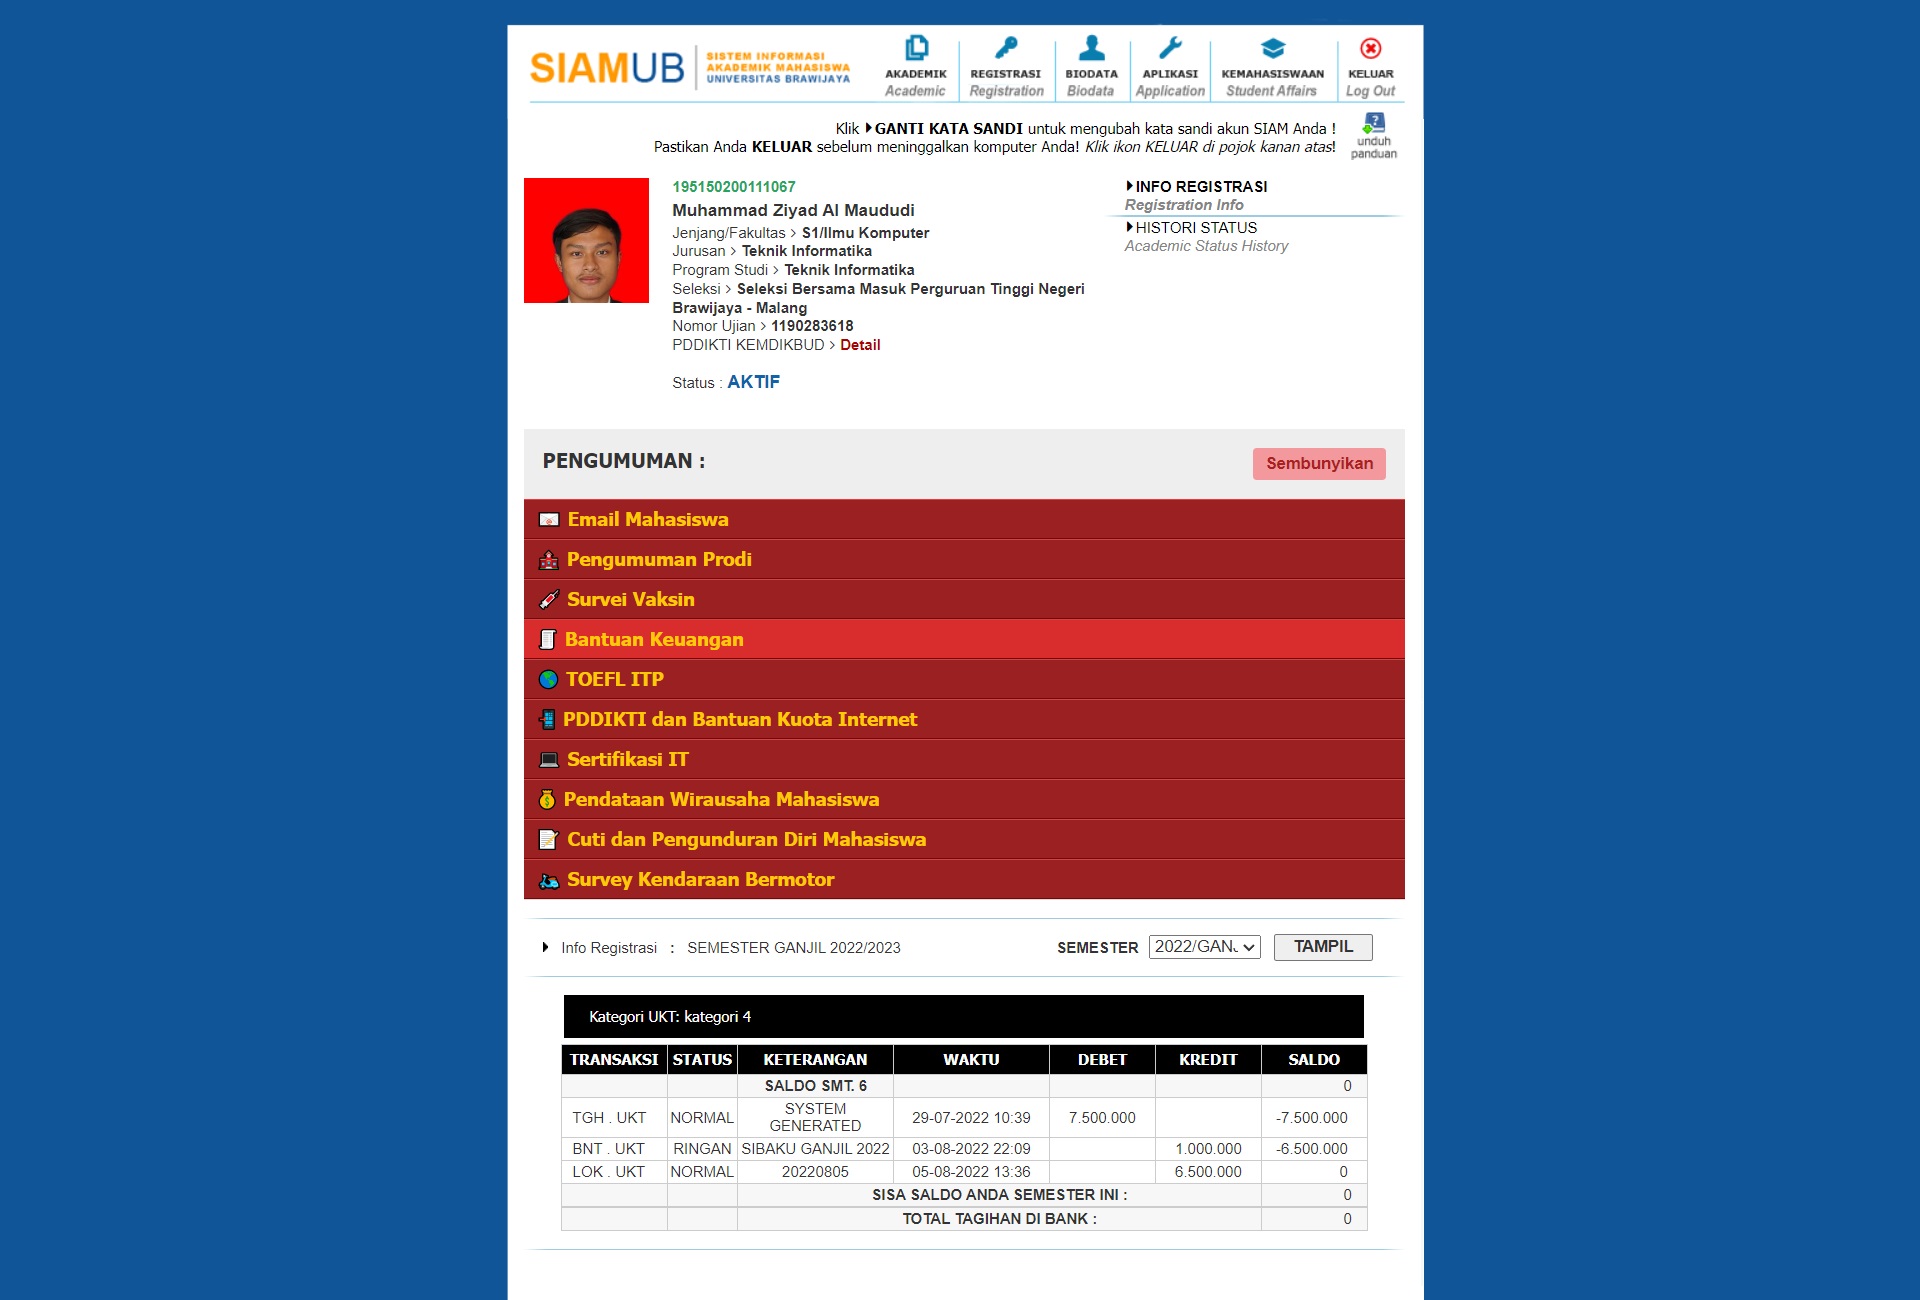 SIAMUB
SISTEM INFORMASI
AKADEMIK MAHASISWA
UNIVERSITAS BRAWIJAYA
AKADEMIK
Academic
REGISTRASI
Registration
BIODATA
Biodata
APLIKASI
Application
KEMAHASISWAAN
Student Affairs
KELUAR
Log Out
Klik GANTI KATA SANDI untuk mengubah kata sandi akun SIAM Anda !
Pastikan Anda KELUAR sebelum meninggalkan komputer Anda! Klik ikon KELUAR di pojok kanan atas!
unduh
panduan
195150200111067
Muhammad Ziyad Al Maududi
Jenjang/Fakultas > S1/Ilmu Komputer
Jurusan > Teknik Informatika
Program Studi > Teknik Informatika
Seleksi > Seleksi Bersama Masuk Perguruan Tinggi Negeri
Brawijaya - Malang
Nomor Ujian > 1190283618
PDDIKTI KEMDIKBUD > Detail
Status : AKTIF
INFO REGISTRASI
Registration Info
HISTORI STATUS
Academic Status History
PENGUMUMAN :
Sembunyikan
Email Mahasiswa
Pengumuman Prodi
Survei Vaksin
Bantuan Keuangan
TOEFL ITP
PDDIKTI dan Bantuan Kuota Internet
Sertifikasi IT
Pendataan Wirausaha Mahasiswa
Cuti dan Pengunduran Diri Mahasiswa
Survey Kendaraan Bermotor
Info Registrasi : SEMESTER GANJIL 2022/2023 SEMESTER 2022/GANJ TAMPIL
Kategori UKT: kategori 4
TRANSAKSI STATUS KETERANGAN WAKTU DEBET KREDIT SALDO
SALDO SMT. 6 0
TGH . UKT NORMAL SYSTEM GENERATED 29-07-2022 10:39 7.500.000 -7.500.000
BNT . UKT RINGAN SIBAKU GANJIL 2022 03-08-2022 22:09 1.000.000 -6.500.000
LOK . UKT NORMAL 20220805 05-08-2022 13:36 6.500.000 0
SISA SALDO ANDA SEMESTER INI : 0
TOTAL TAGIHAN DI BANK : 0